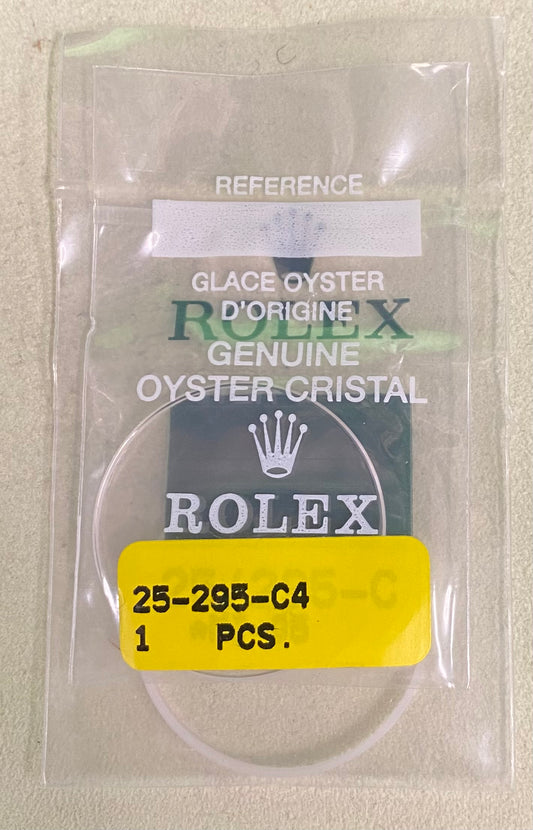 REFERENCE
GLACE OYSTER
D'ORIGINE
ROLEX
GENUINE
OYSTER CRISTAL
ROLEX
25-295-C4
1 PCS.